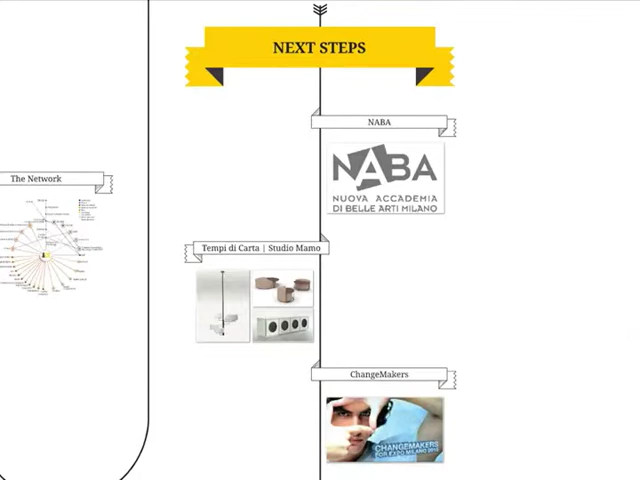 NEXT STEPS
NABA
NABA
NUOVA ACCADEMIA
DI BELLE ARTI MILANO
The Network
Tempi di Carta | Studio Mamo
ChangeMakers
CHANGEMAKERS
FOR EXPO MILANO 2015